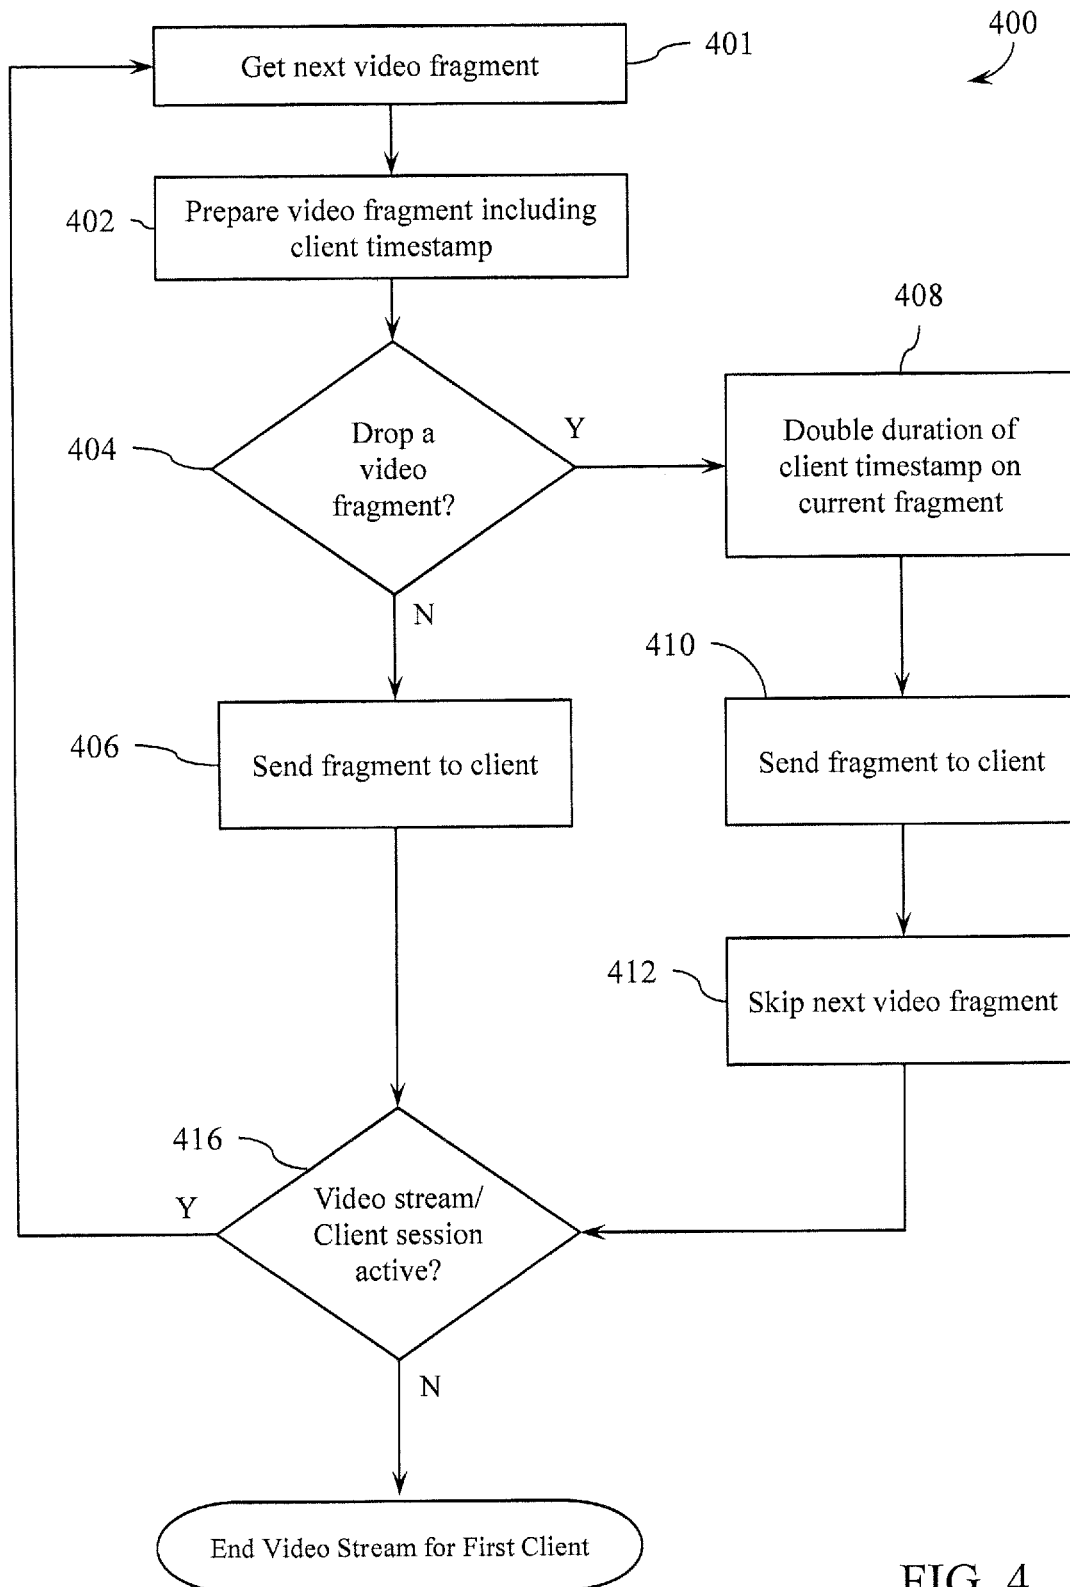 400
401
Get next video fragment
402
Prepare video fragment including
client timestamp
408
404
Drop a
video
fragment?
Y
Double duration of
client timestamp on
current fragment
N
410
406
Send fragment to client
Send fragment to client
412
Skip next video fragment
416
Y
Video stream/
Client session
active?
N
End Video Stream for First Client
FIG. 4